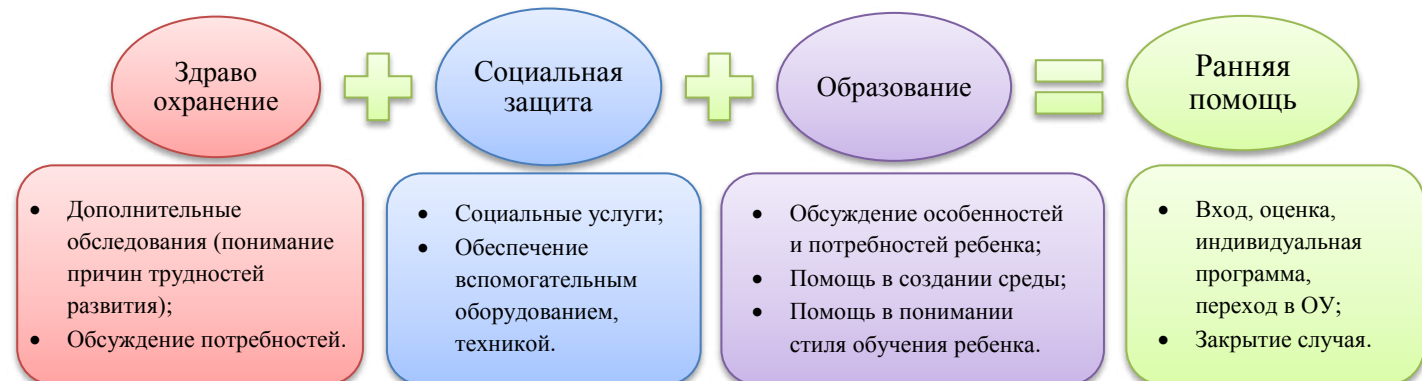 Здраво
охранение
Социальная
защита
Образование
Ранняя
помощь
• Дополнительные
обследования (понимание
причин трудностей
развития);
• Обсуждение потребностей.
• Социальные услуги;
• Обеспечение
вспомогательным
оборудованием,
техникой.
• Обсуждение особенностей
и потребностей ребенка;
• Помощь в создании среды;
• Помощь в понимании
стиля обучения ребенка.
• Вход, оценка,
индивидуальная
программа,
переход в ОУ;
• Закрытие случая.